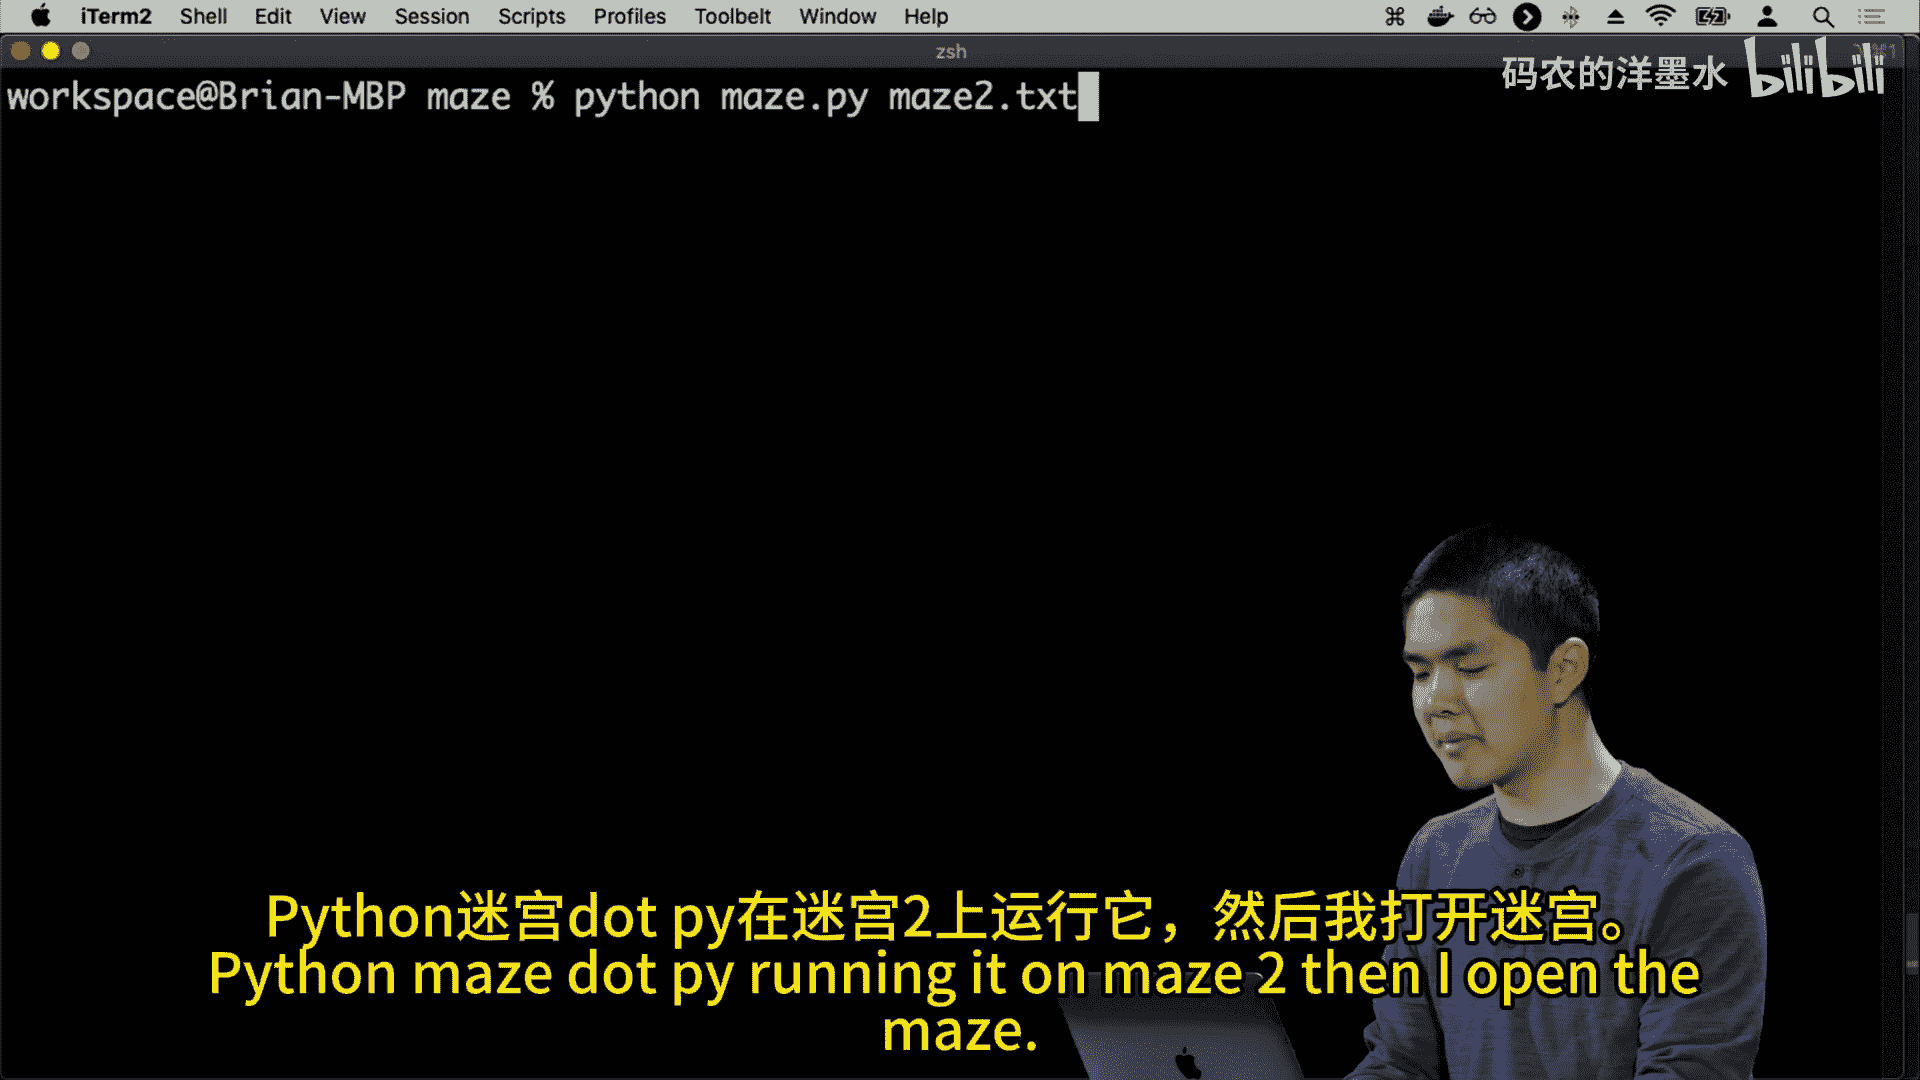 iTerm2 Shell Edit View Session Scripts Profiles Toolbelt Window Help
zsh
码农的洋墨水 bilibili
workspace@Brian-MBP maze % python maze.py maze2.txt
Python迷宫dot py在迷宫2上运行它，然后我打开迷宫。
Python maze dot py running it on maze 2 then I open the
maze.